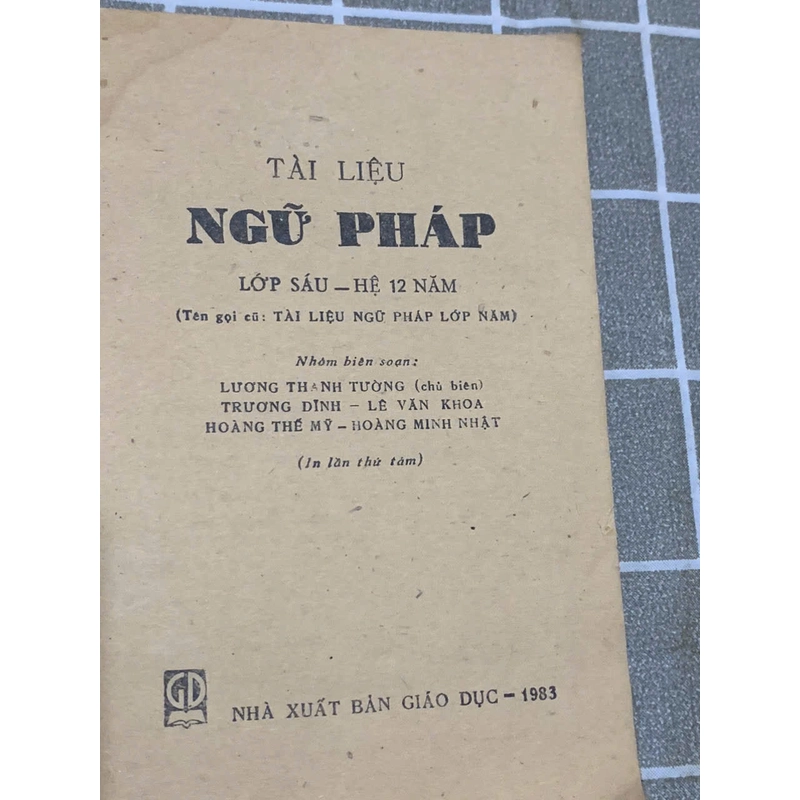 TÀI LIỆU
NGỮ PHÁP
LỚP SÁU — HỆ 12 NĂM
(Tên gọi cũ: TÀI LIỆU NGỮ PHÁP LỚP NĂM)
Nhóm biên soạn:
LƯƠNG THANH TƯỜNG (chủ biên)
TRƯƠNG DĨNH — LÊ VĂN KHOA
HOÀNG THẾ MỸ — HOÀNG MINH NHẬT
(In lần thứ tám)
GD
NHÀ XUẤT BẢN GIÁO DỤC — 1983